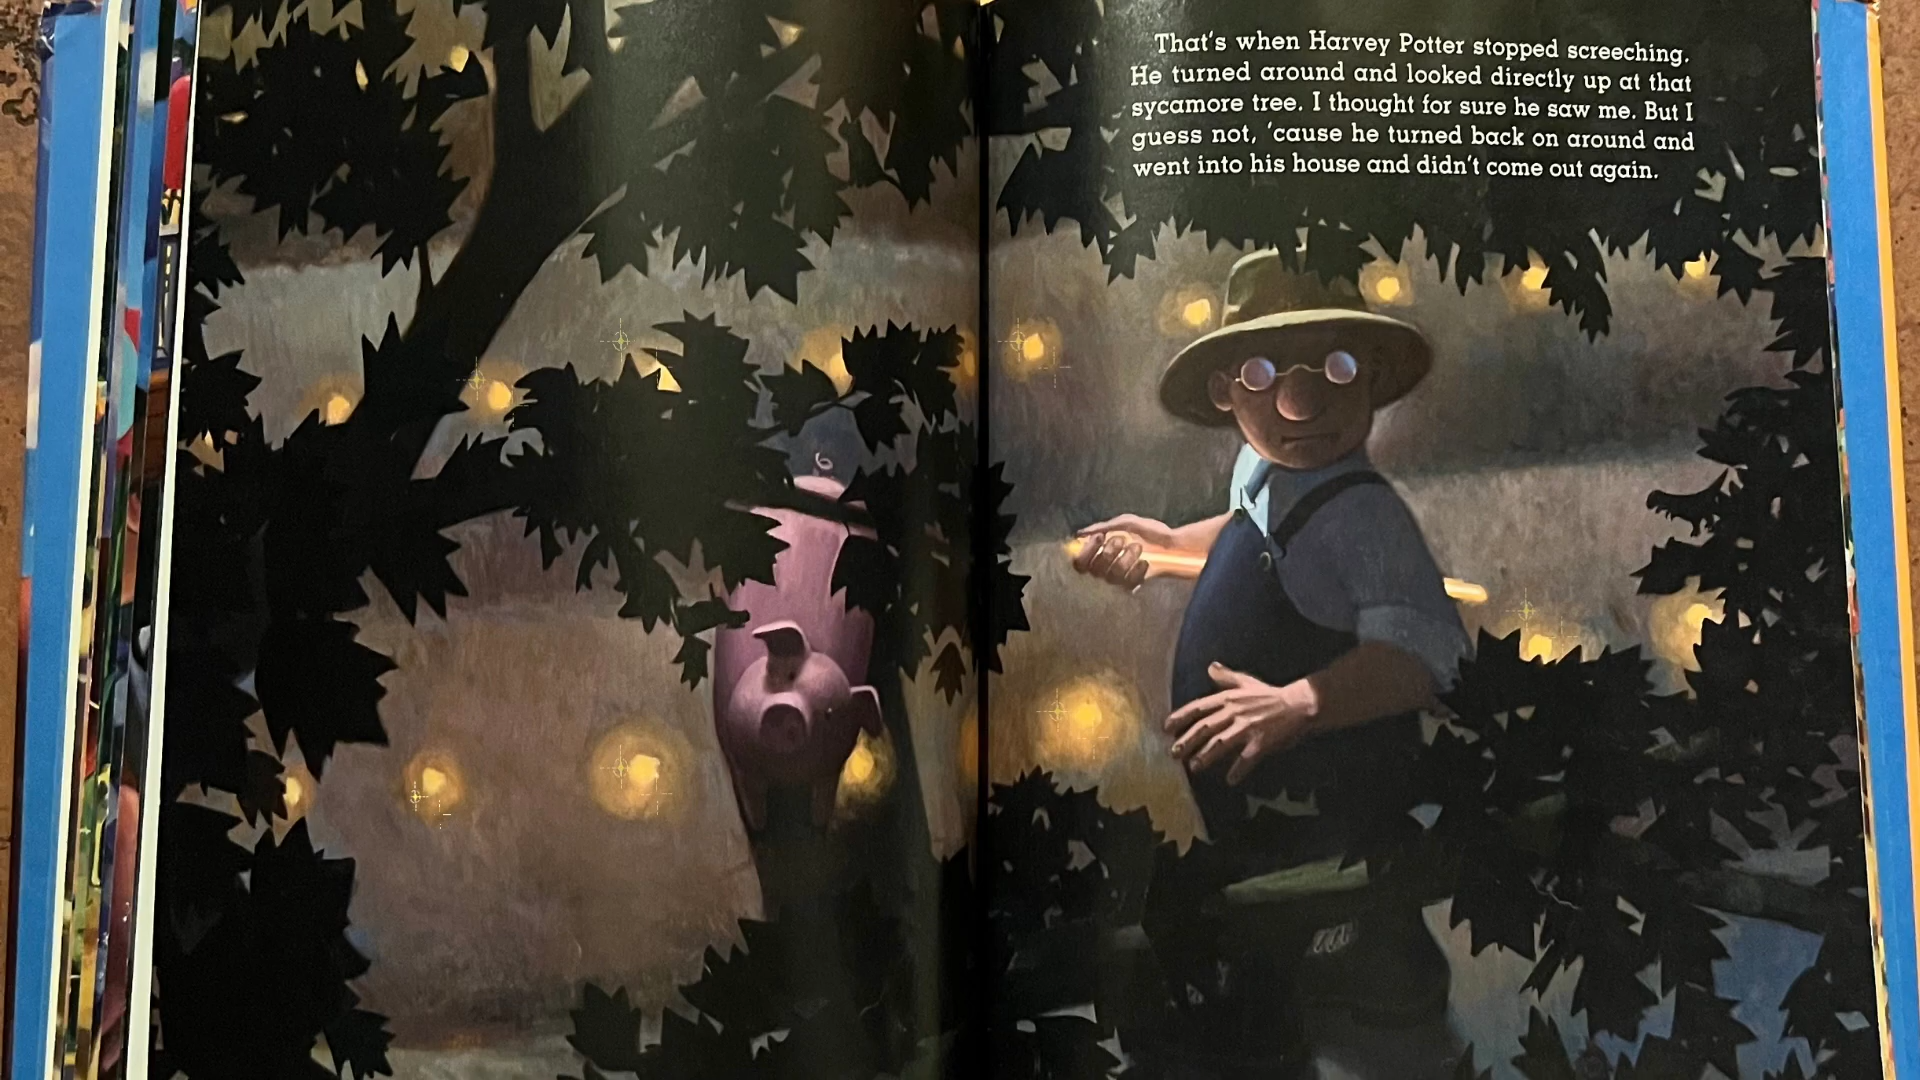 That's when Harvey Potter stopped screeching.
He turned around and looked directly up at that
sycamore tree. I thought for sure he saw me. But I
guess not, 'cause he turned back on around and
went into his house and didn't come out again.